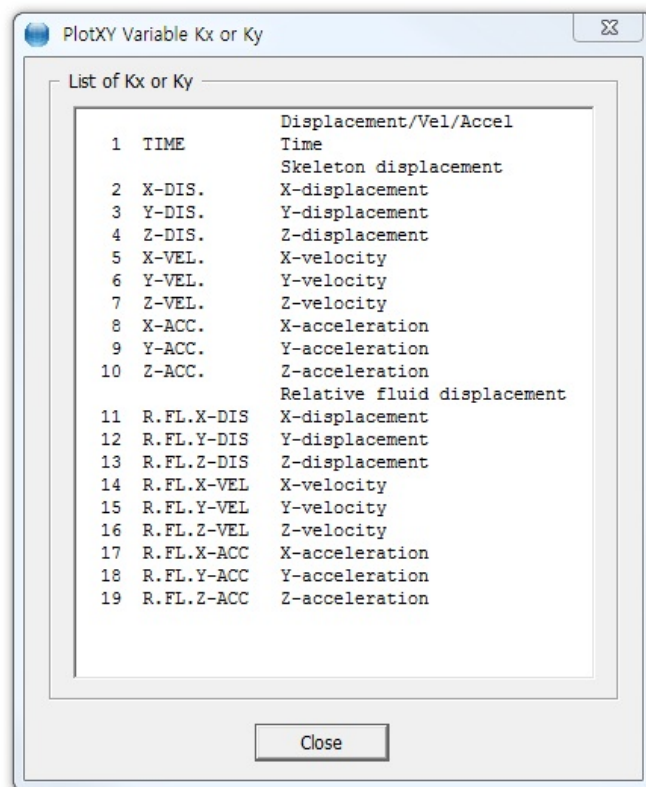 PlotXY Variable Kx or Ky
List of Kx or Ky
Displacement/Vel/Accel
1 TIME Time
Skeleton displacement
2 X-DIS. X-displacement
3 Y-DIS. Y-displacement
4 Z-DIS. Z-displacement
5 X-VEL. X-velocity
6 Y-VEL. Y-velocity
7 Z-VEL. Z-velocity
8 X-ACC. X-acceleration
9 Y-ACC. Y-acceleration
10 Z-ACC. Z-acceleration
Relative fluid displacement
11 R.FL.X-DIS X-displacement
12 R.FL.Y-DIS Y-displacement
13 R.FL.Z-DIS Z-displacement
14 R.FL.X-VEL X-velocity
15 R.FL.Y-VEL Y-velocity
16 R.FL.Z-VEL Z-velocity
17 R.FL.X-ACC X-acceleration
18 R.FL.Y-ACC Y-acceleration
19 R.FL.Z-ACC Z-acceleration
Close